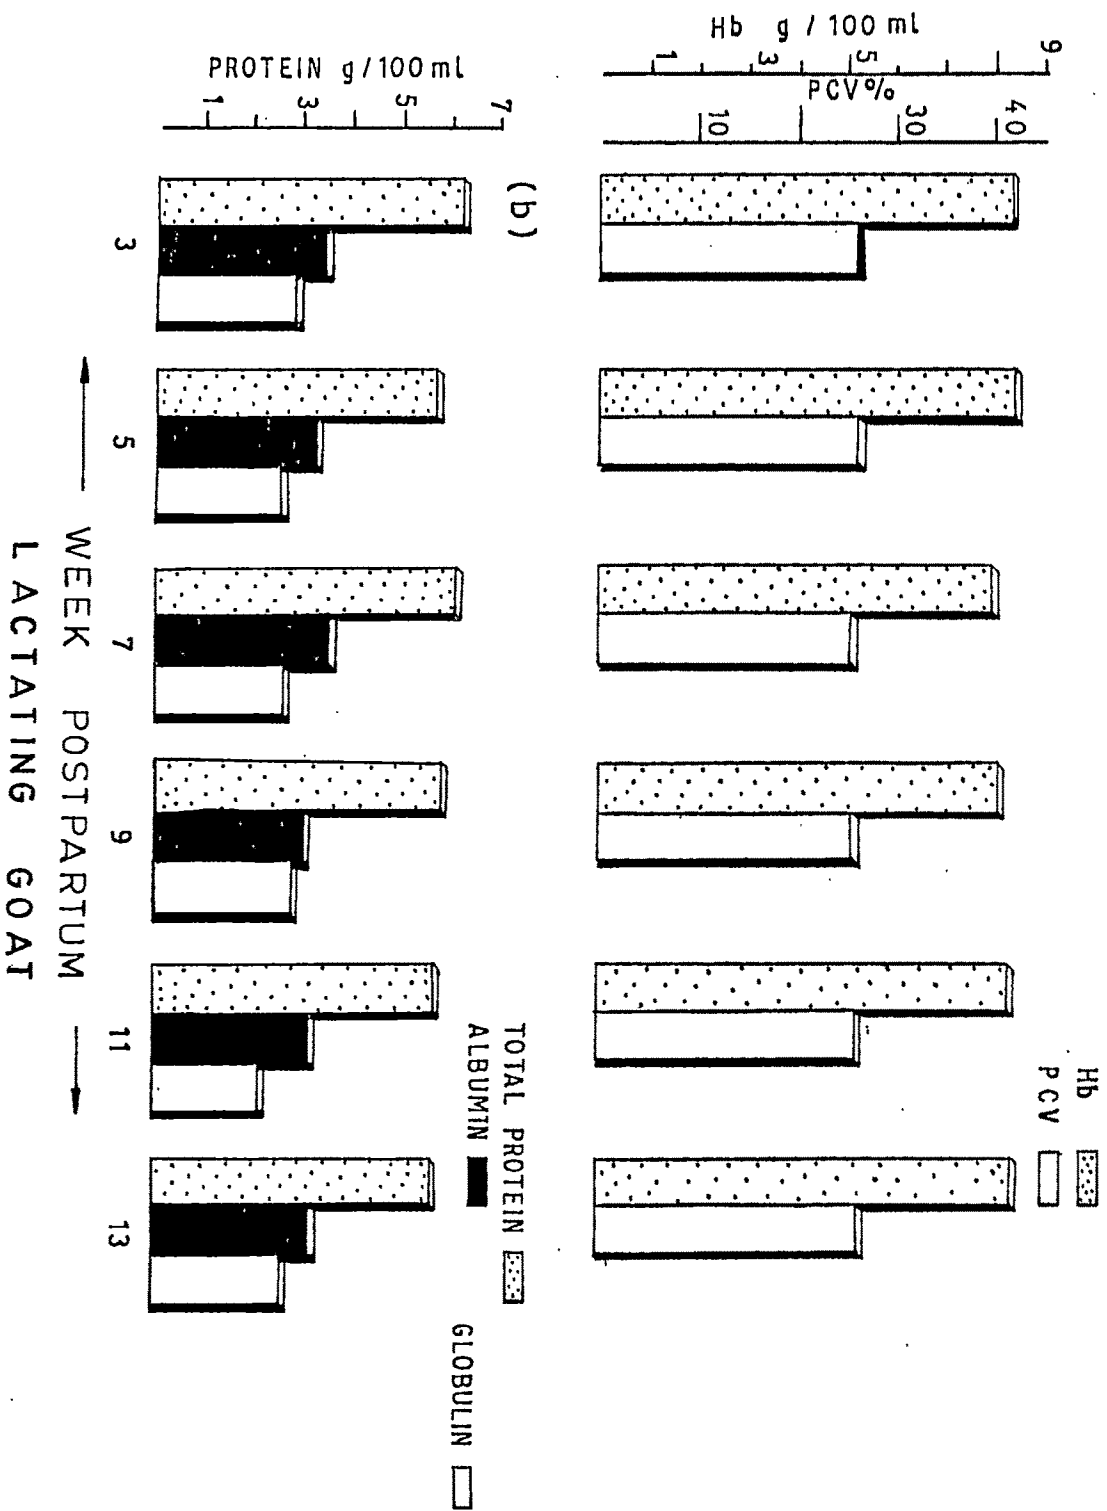 Hb g / 100 ml
1
3
5
9
PCV%
10
30
40
Hb
PCV
(b)
PROTEIN g/100 ml
1
3
5
7
TOTAL PROTEIN
ALBUMIN
GLOBULIN
3 5 7 9 11 13
WEEK POSTPARTUM
LACTATING GOAT